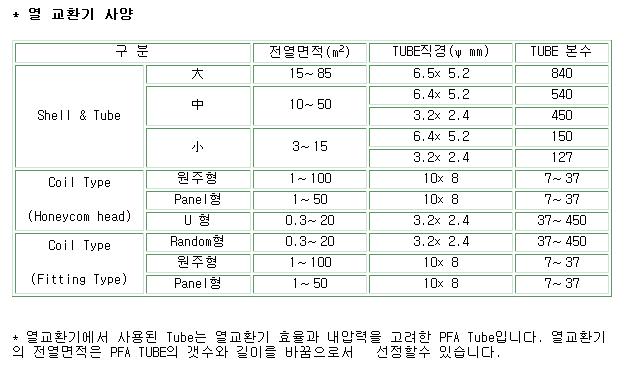 * 열 교환기 사양
구 분 전열면적(m2) TUBE직경(ψ mm) TUBE 본수
Shell & Tube 大 15~ 85 6.5x 5.2 840
中 10~ 50 6.4x 5.2 540
3.2x 2.4 450
小 3~ 15 6.4x 5.2 150
3.2x 2.4 127
Coil Type 원주형 1~ 100 10x 8 7~ 37
Panel형 1~ 50 10x 8 7~ 37
(Honeycom head) U 형 0.3~ 20 3.2x 2.4 37~ 450
Coil Type Random형 0.3~ 20 3.2x 2.4 37~ 450
원주형 1~ 100 10x 8 7~ 37
(Fitting Type) Panel형 1~ 50 10x 8 7~ 37
* 열교환기에서 사용된 Tube는 열교환기 효율과 내압력을 고려한 PFA Tube입니다. 열교환기
의 전열면적은 PFA TUBE의 갯수와 길이를 바꿈으로서 선정할수 있습니다.